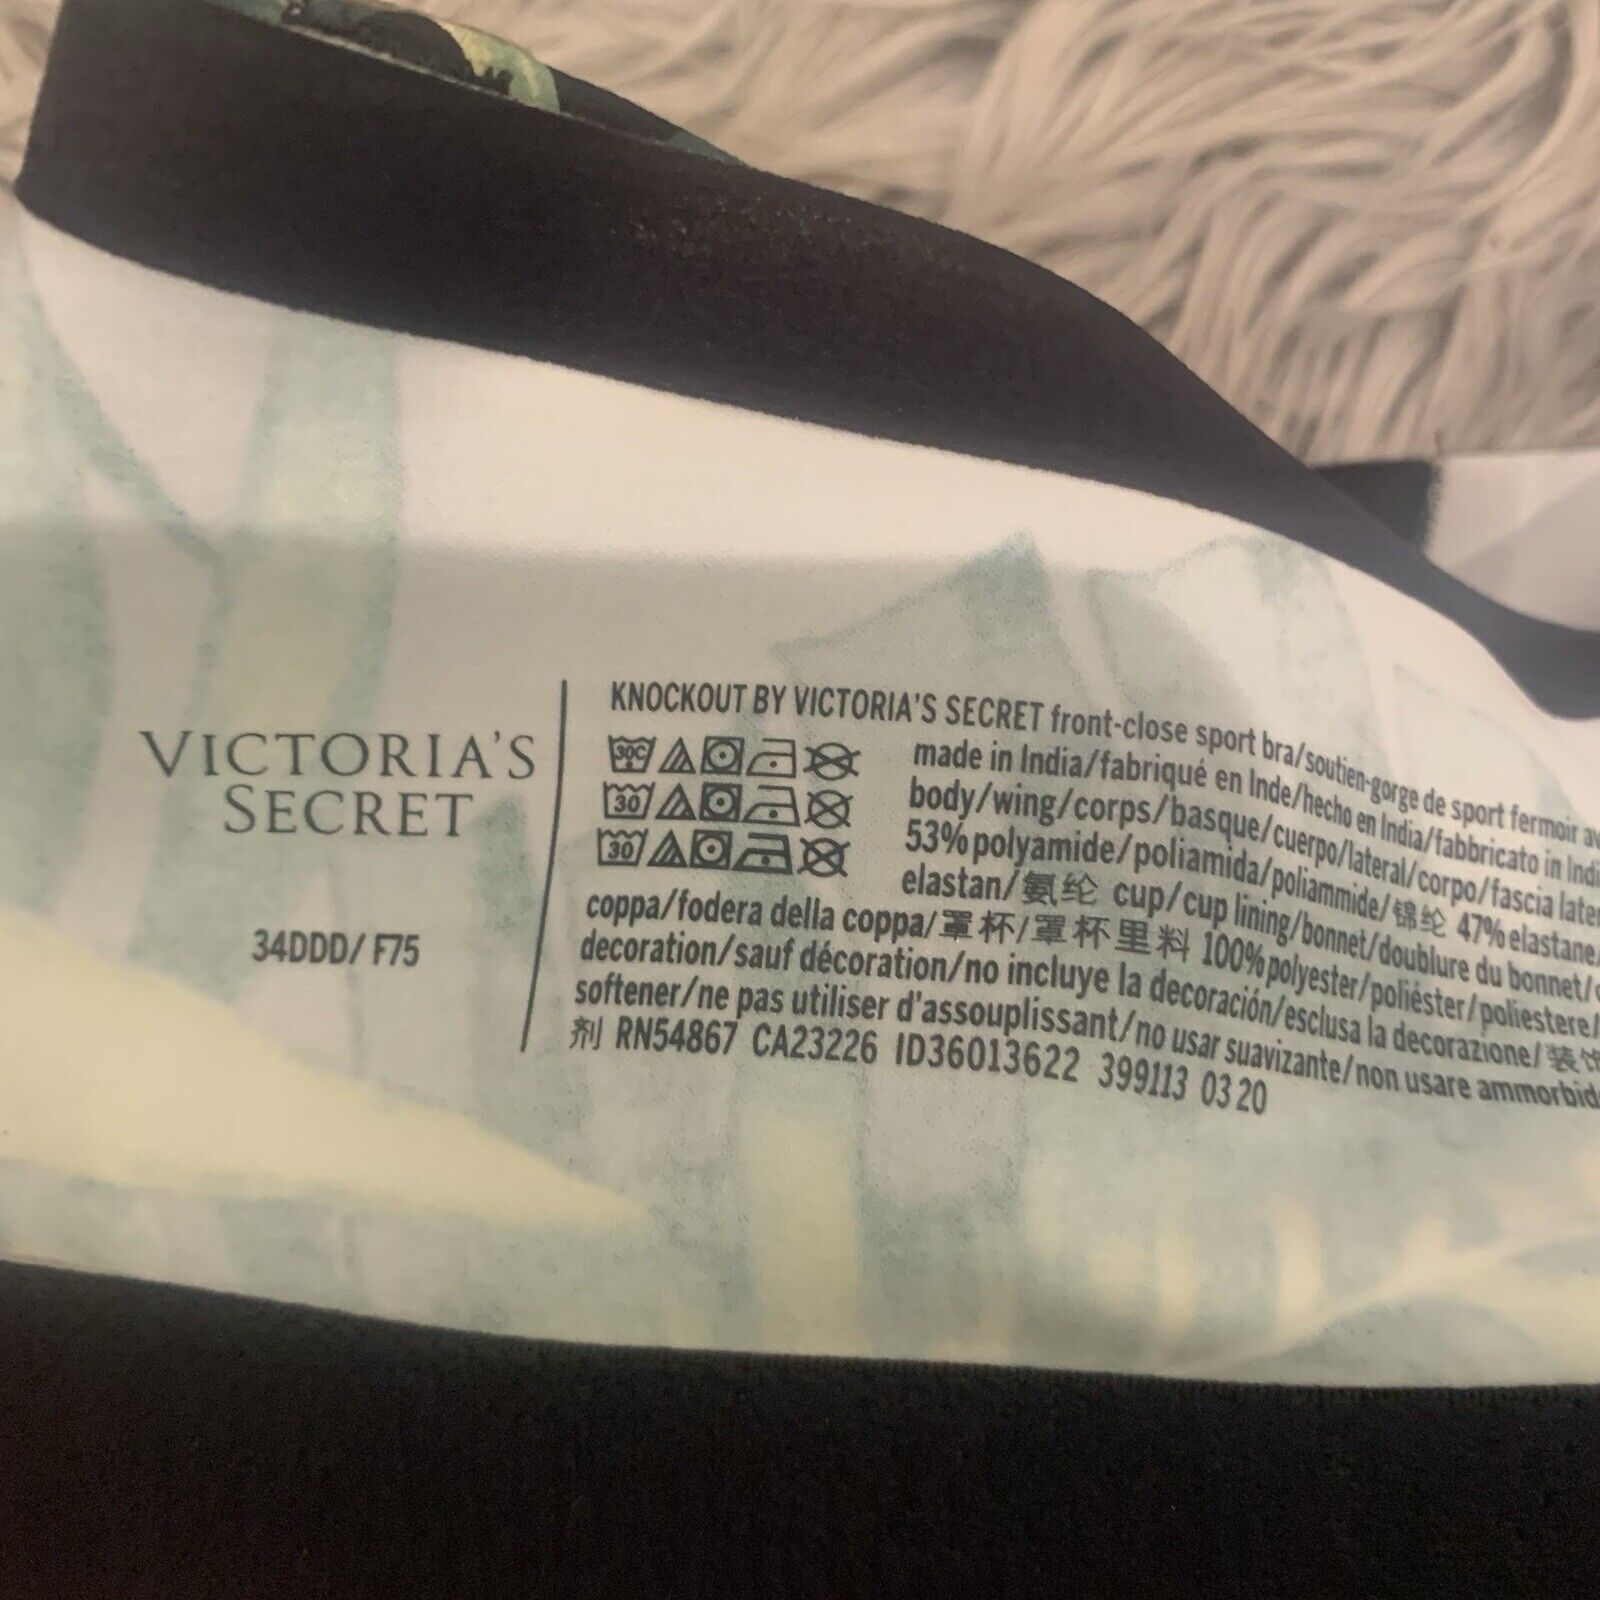 VICTORIA'S
SECRET
34DDD/ F75
KNOCKOUT BY VICTORIA'S SECRET front-close sport bra/soutien-gorge de sport fermoir
made in India/fabriqué en Inde/hecho en India/fabbricato in
body/wing/corps/basque/cuerpo/lateral/corpo/fascia
53% polyamide/poliamida/poliammide/锦纶 47% elastane/
elastan/氨纶 cup/cup lining/bonnet/doublure du bonnet/
coppa/fodera della coppa/罩杯/罩杯里料 100% polyester/poliéster/poliestere/
decoration/sauf décoration/no incluye la decoración/esclusa la decorazione/
softener/ne pas utiliser d'assouplissant/no usar suavizante/non usare
剂 RN54867 CA23226 ID36013622 399113 03 20
30C
30
30